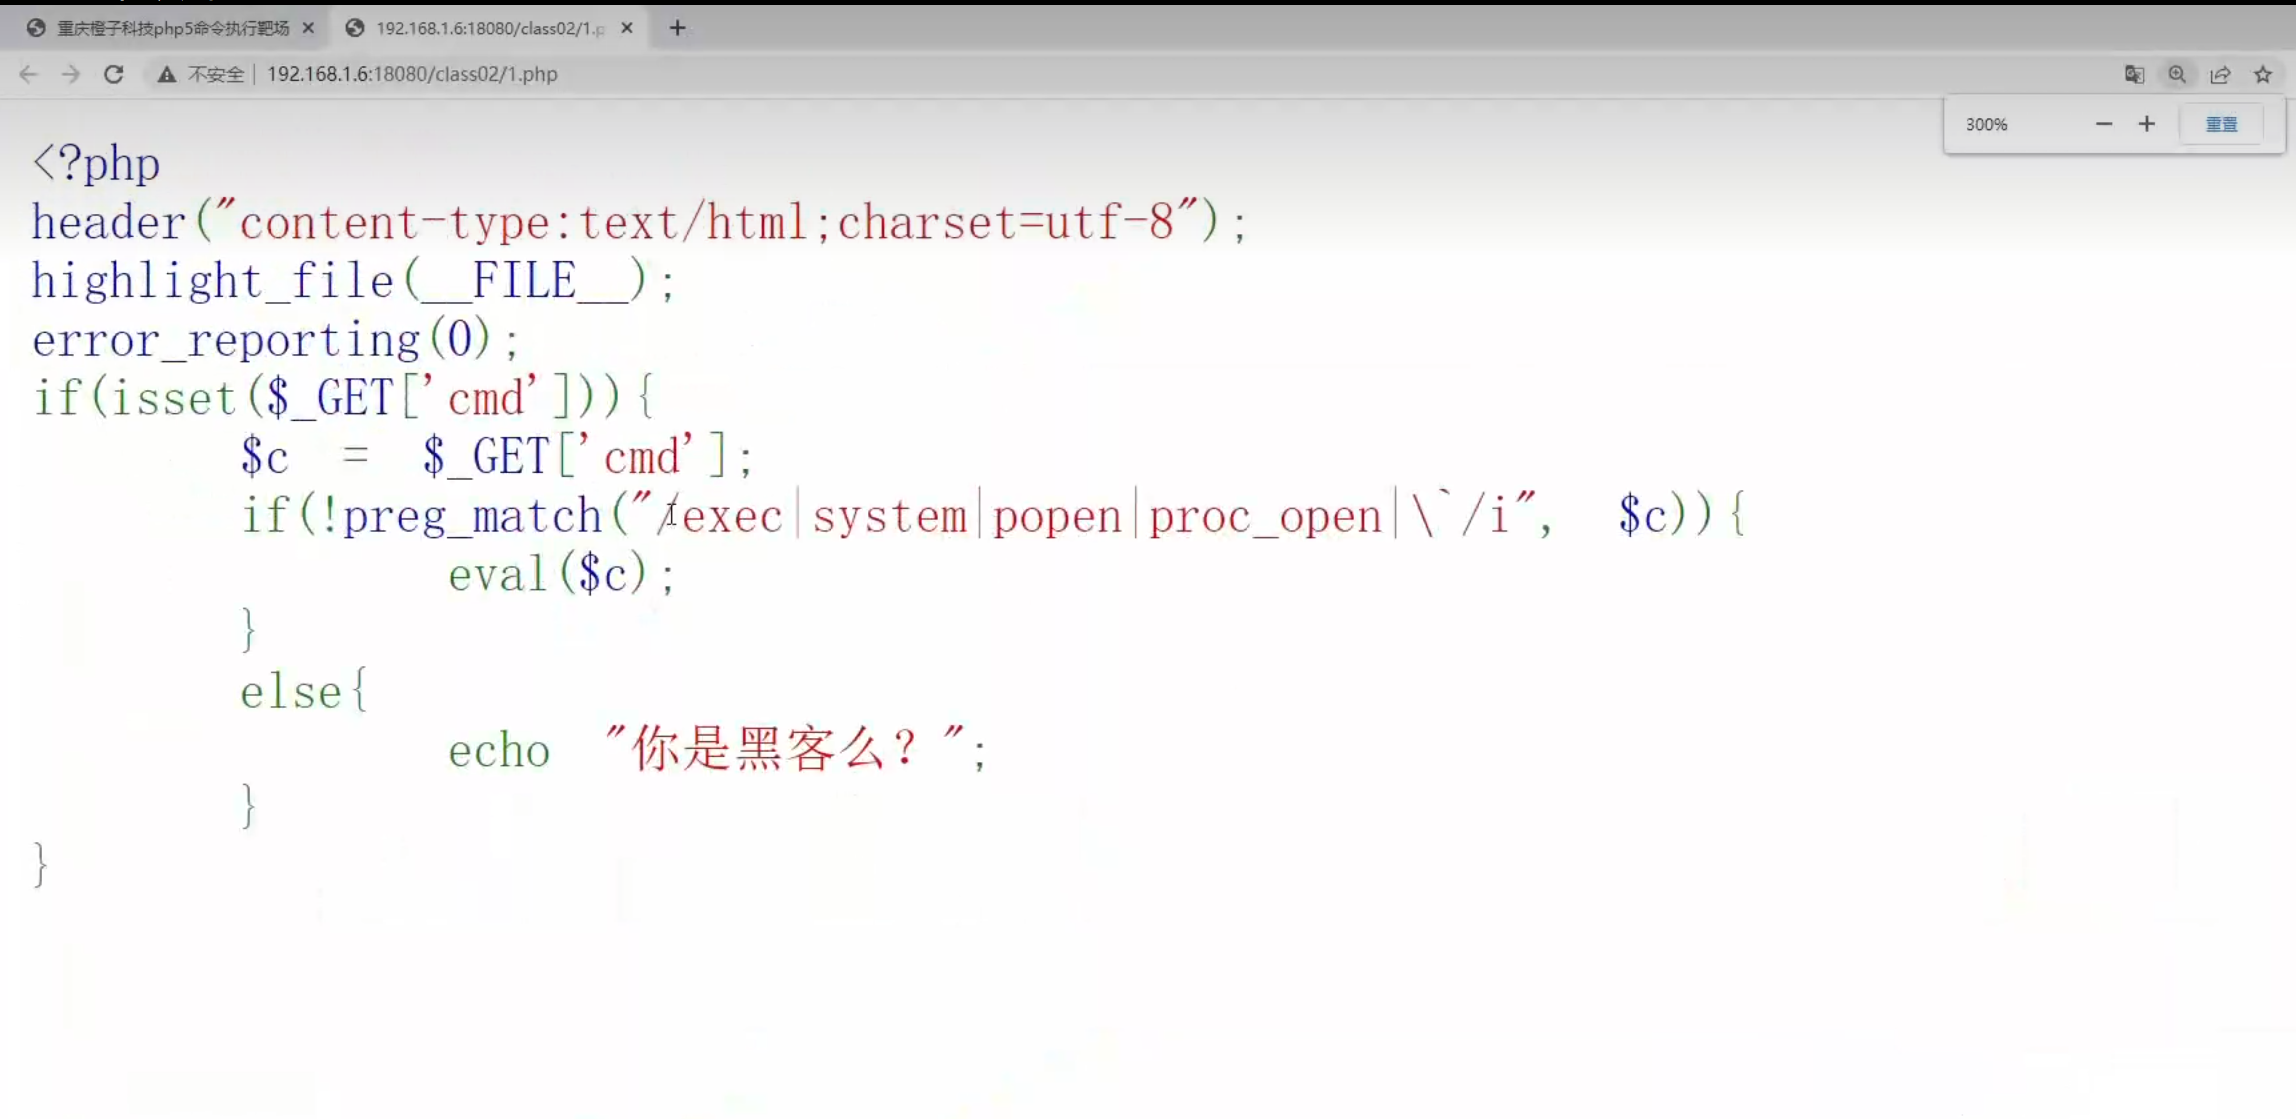 重庆橙子科技php5命令执行靶场
192.168.1.6:18080/class02/1.p
不安全 192.168.1.6:18080/class02/1.php
300% 重置
<?php
header("content-type:text/html;charset=utf-8");
highlight_file(__FILE__);
error_reporting(0);
if(isset($_GET['cmd'])){
        $c = $_GET['cmd'];
        if(!preg_match("/exec|system|popen|proc_open|\`/i", $c)){
                eval($c);
        }
        else{
                echo "你是黑客么？";
        }
}